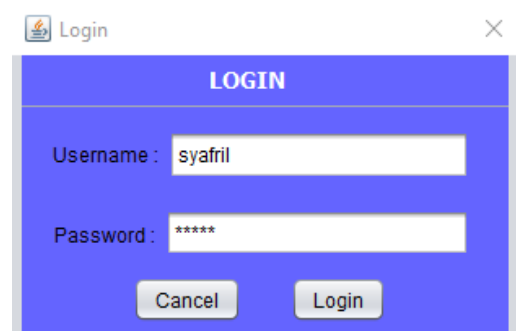 Login
LOGIN
Username : syafril
Password : *****
Cancel Login